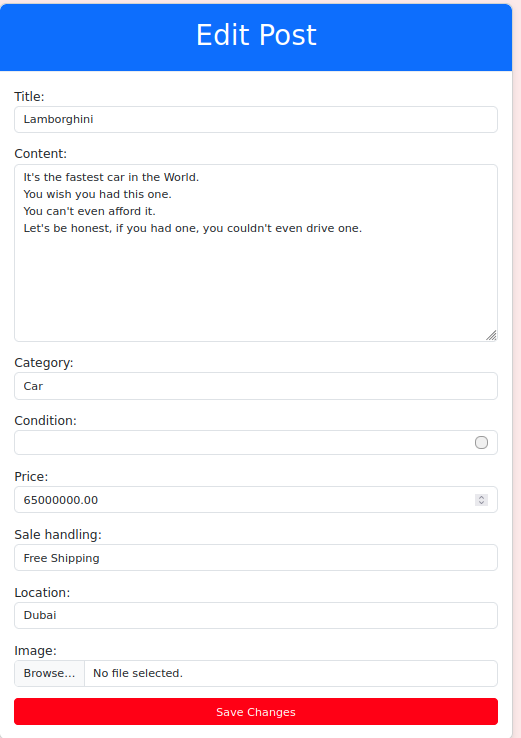 Edit Post
Title:
Lamborghini
Content:
It's the fastest car in the World.
You wish you had this one.
You can't even afford it.
Let's be honest, if you had one, you couldn't even drive one.
Category:
Car
Condition:
Price:
65000000.00
Sale handling:
Free Shipping
Location:
Dubai
Image:
Browse... No file selected.
Save Changes